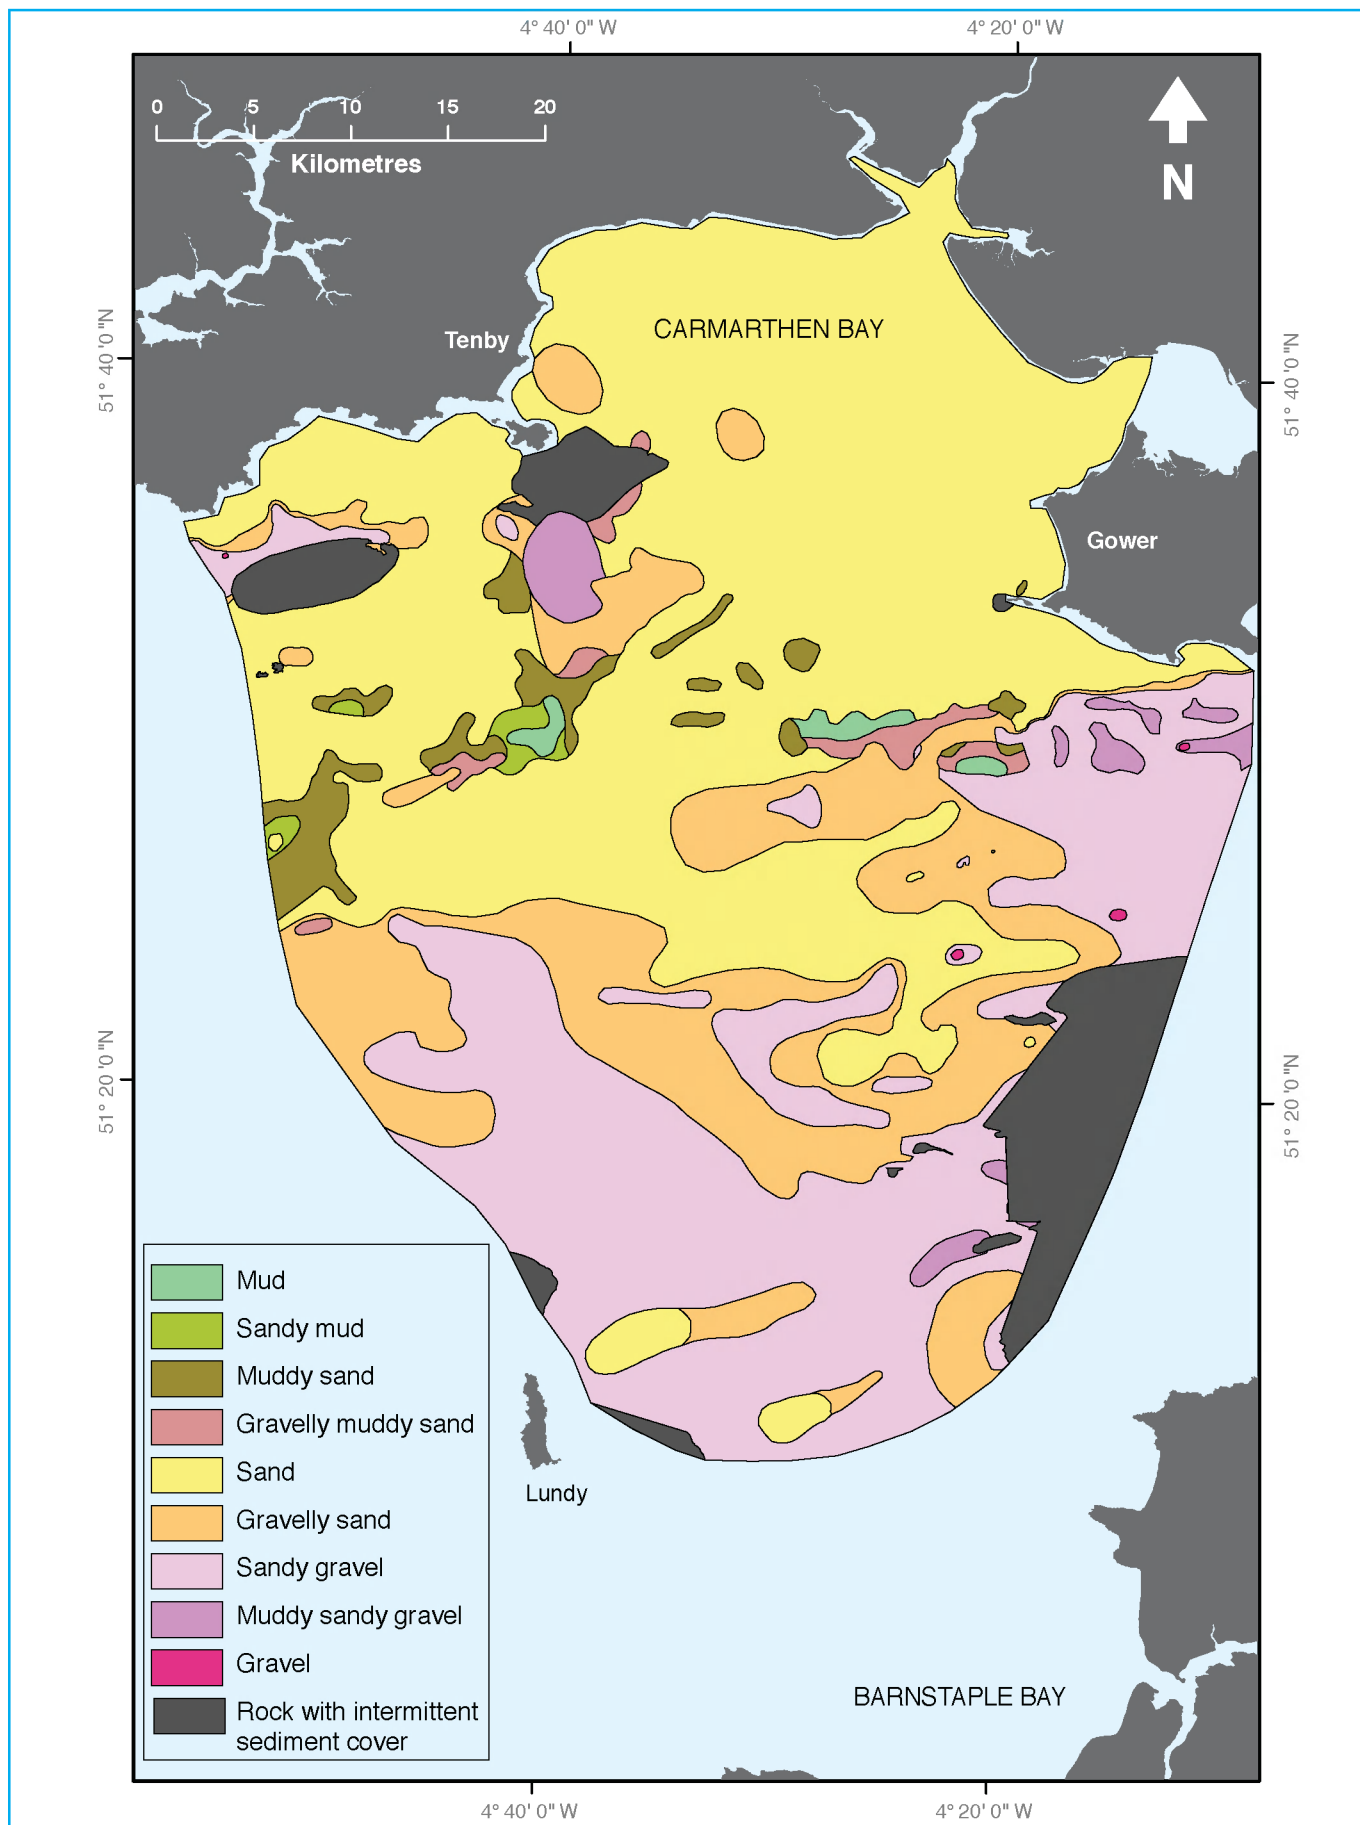 4° 40' 0" W
4° 20' 0" W
0 5 10 15 20
Kilometres
N
CARMARTHEN BAY
Tenby
51° 40' 0"N
51° 40' 0"N
Gower
51° 20' 0"N
51° 20' 0"N
Mud
Sandy mud
Muddy sand
Gravelly muddy sand
Sand
Gravelly sand
Sandy gravel
Muddy sandy gravel
Gravel
Rock with intermittent
sediment cover
Lundy
BARNSTAPLE BAY
4° 40' 0" W
4° 20' 0" W